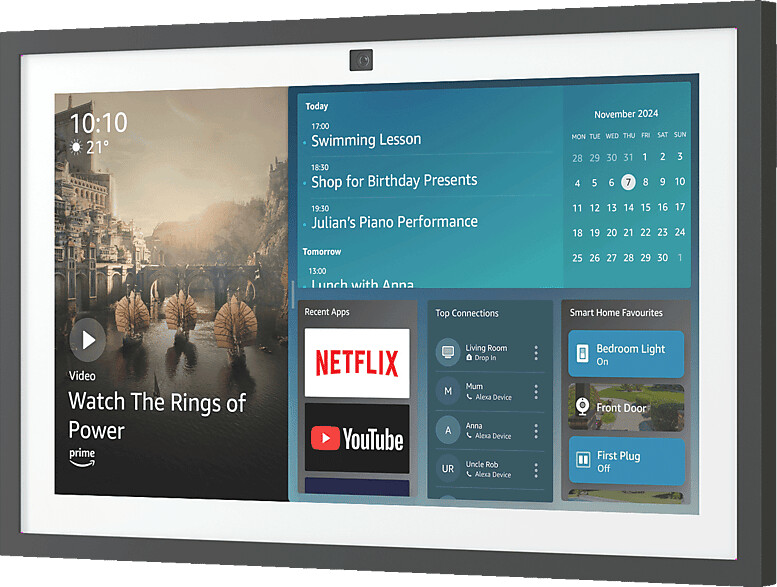 10:10
21°
Video
Watch The Rings of
Power
prime
Today
17:00
Swimming Lesson
18:30
Shop for Birthday Presents
19:30
Julian's Piano Performance
Tomorrow
13:00
Lunch with Anna
November 2024
MON TUE WED THU FRI SAT SUN
28 29 30 31 1 2 3
4 5 6 7 8 9 10
11 12 13 14 15 16 17
18 19 20 21 22 23 24
25 26 27 28 29 30 1
Recent Apps
NETFLIX
YouTube
Top Connections
Living Room
Drop In
M
Mum
Alexa Device
A
Anna
Alexa Device
UR
Uncle Rob
Alexa Device
Smart Home Favourites
Bedroom Light
On
Front Door
First Plug
Off